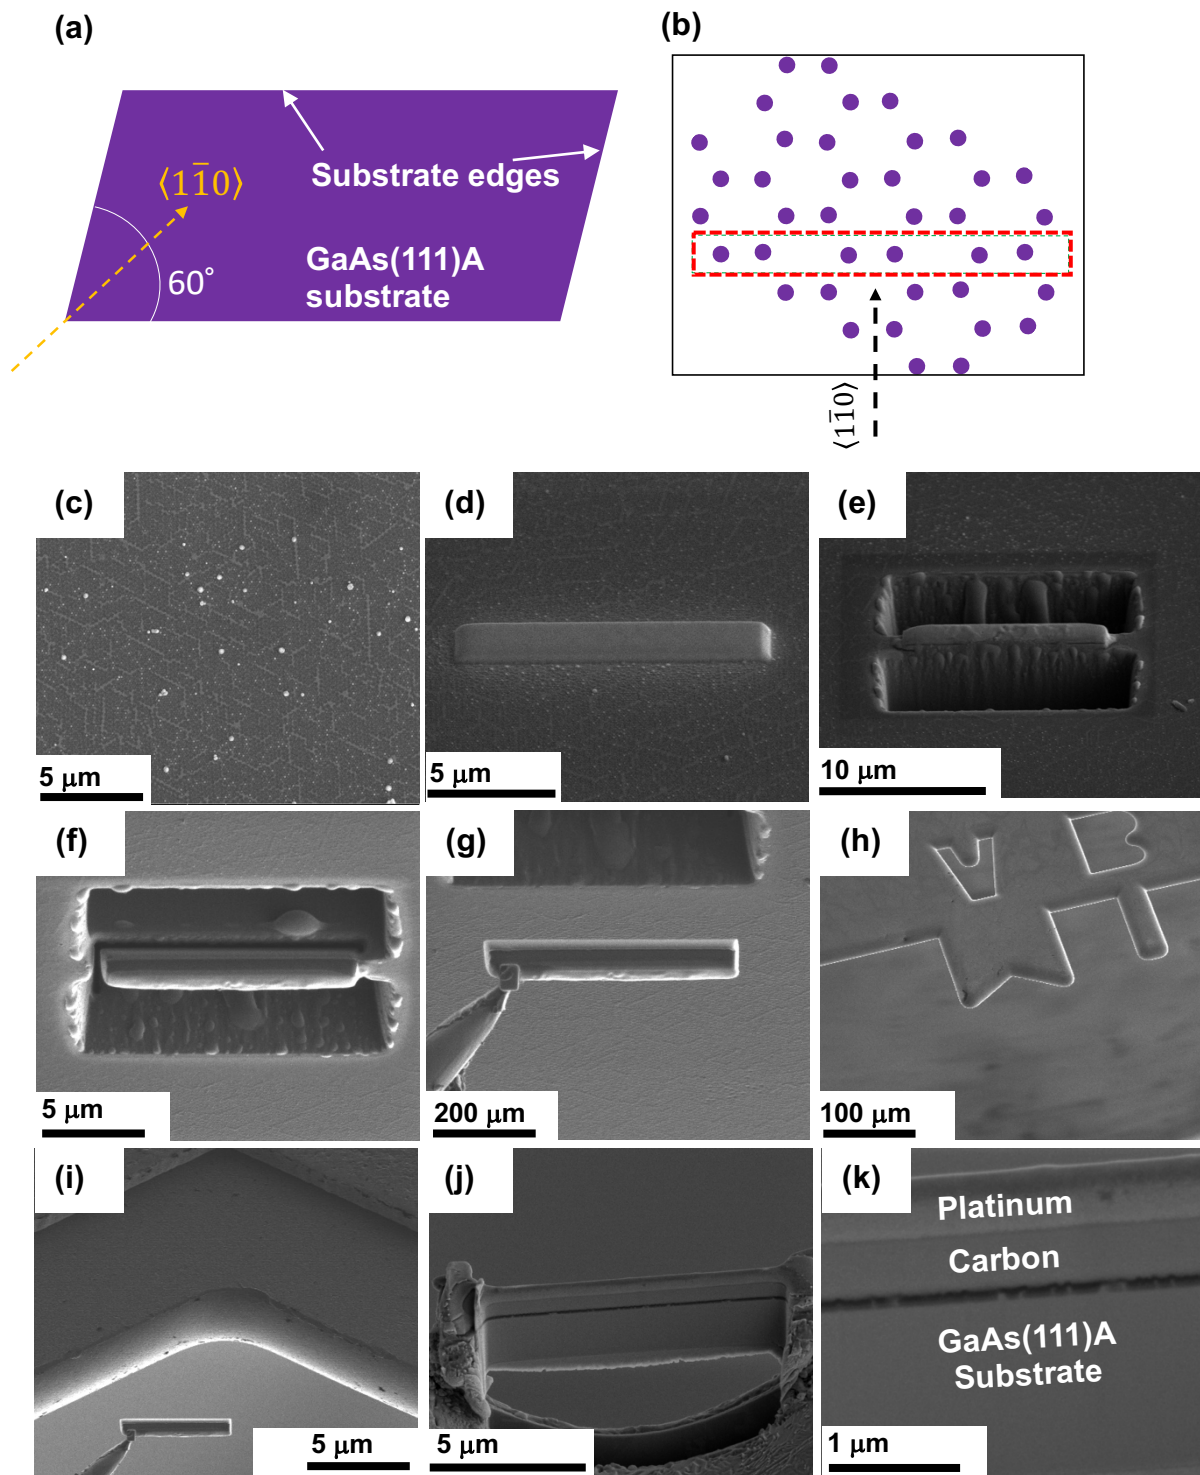 (a)
(b)
Substrate edges
⟨11̅0⟩
60°
GaAs(111)A
substrate
⟨11̅0⟩
(c)
5 μm
(d)
5 μm
(e)
10 μm
(f)
5 μm
(g)
200 μm
(h)
100 μm
(i)
5 μm
(j)
5 μm
(k)
Platinum
Carbon
GaAs(111)A
Substrate
1 μm